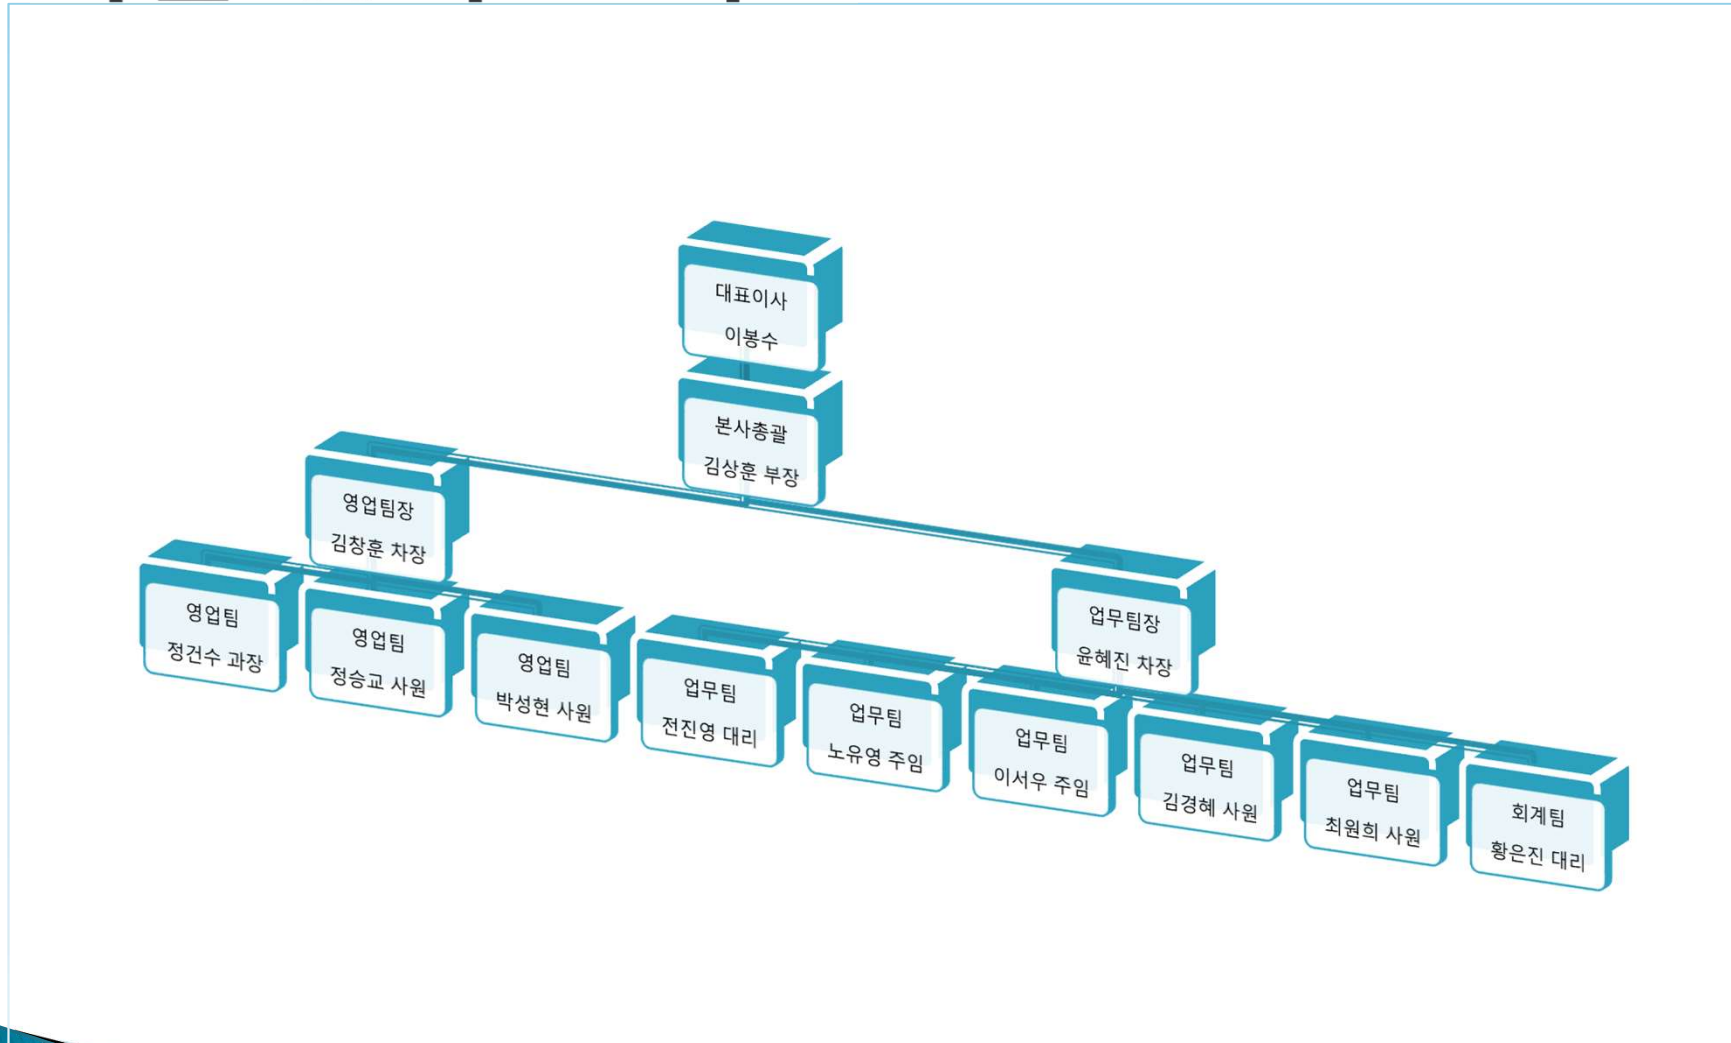 대표이사
이봉수
본사총괄
김상훈 부장
영업팀장
김창훈 차장
업무팀장
윤혜진 차장
영업팀
정건수 과장
영업팀
정승교 사원
영업팀
박성현 사원
업무팀
전진영 대리
업무팀
노유영 주임
업무팀
이서우 주임
업무팀
김경혜 사원
업무팀
최원희 사원
회계팀
황은진 대리